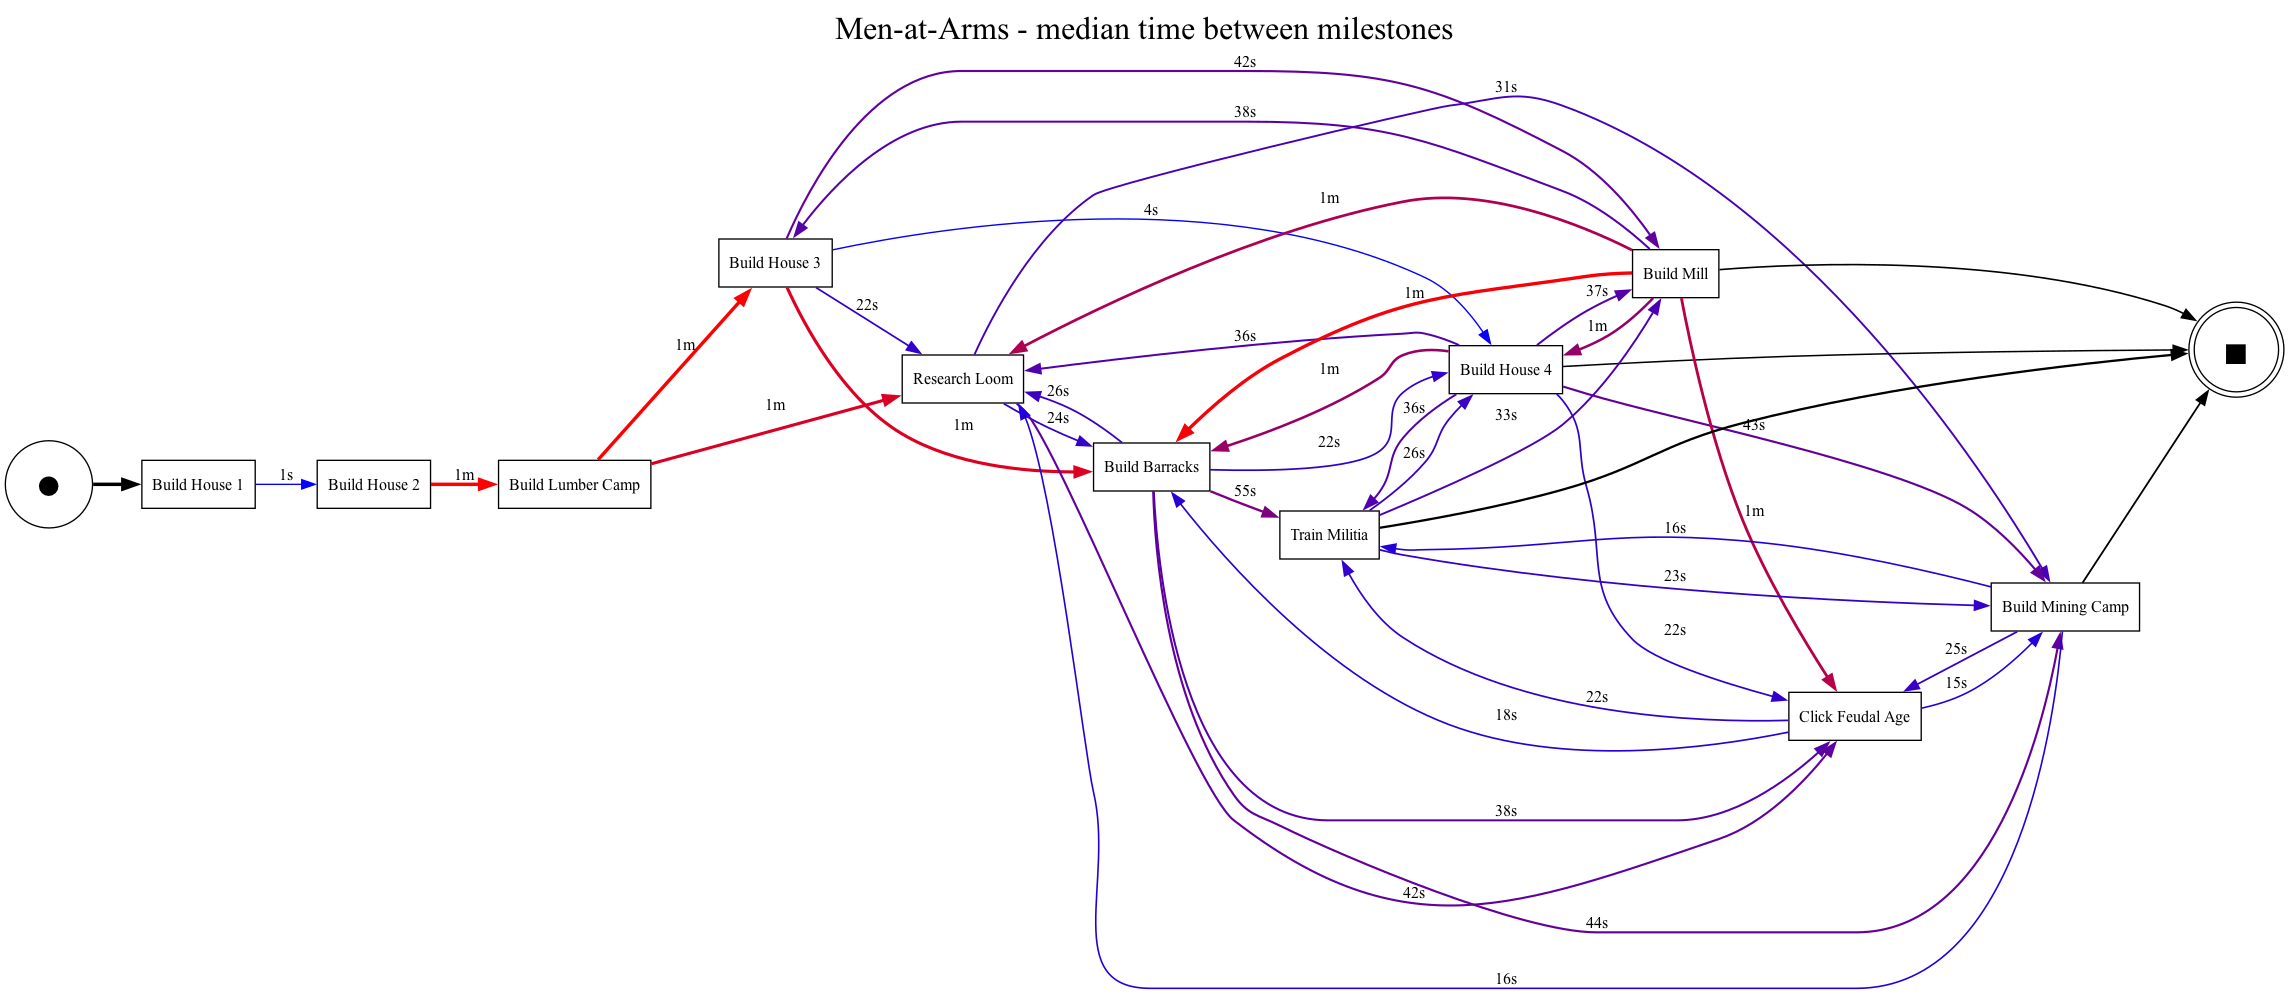 Men-at-Arms - median time between milestones
42s
31s
38s
1m
4s
Build House 3
Build Mill
22s
37s
1m
1m
36s
1m
1m
Build House 4
Research Loom
26s
1m
36s
33s
24s
1m
1m
43s
22s
26s
Build Barracks
Build House 1
1s
Build House 2
1m
Build Lumber Camp
55s
1m
Train Militia
16s
23s
Build Mining Camp
22s
25s
15s
22s
18s
Click Feudal Age
38s
42s
44s
16s